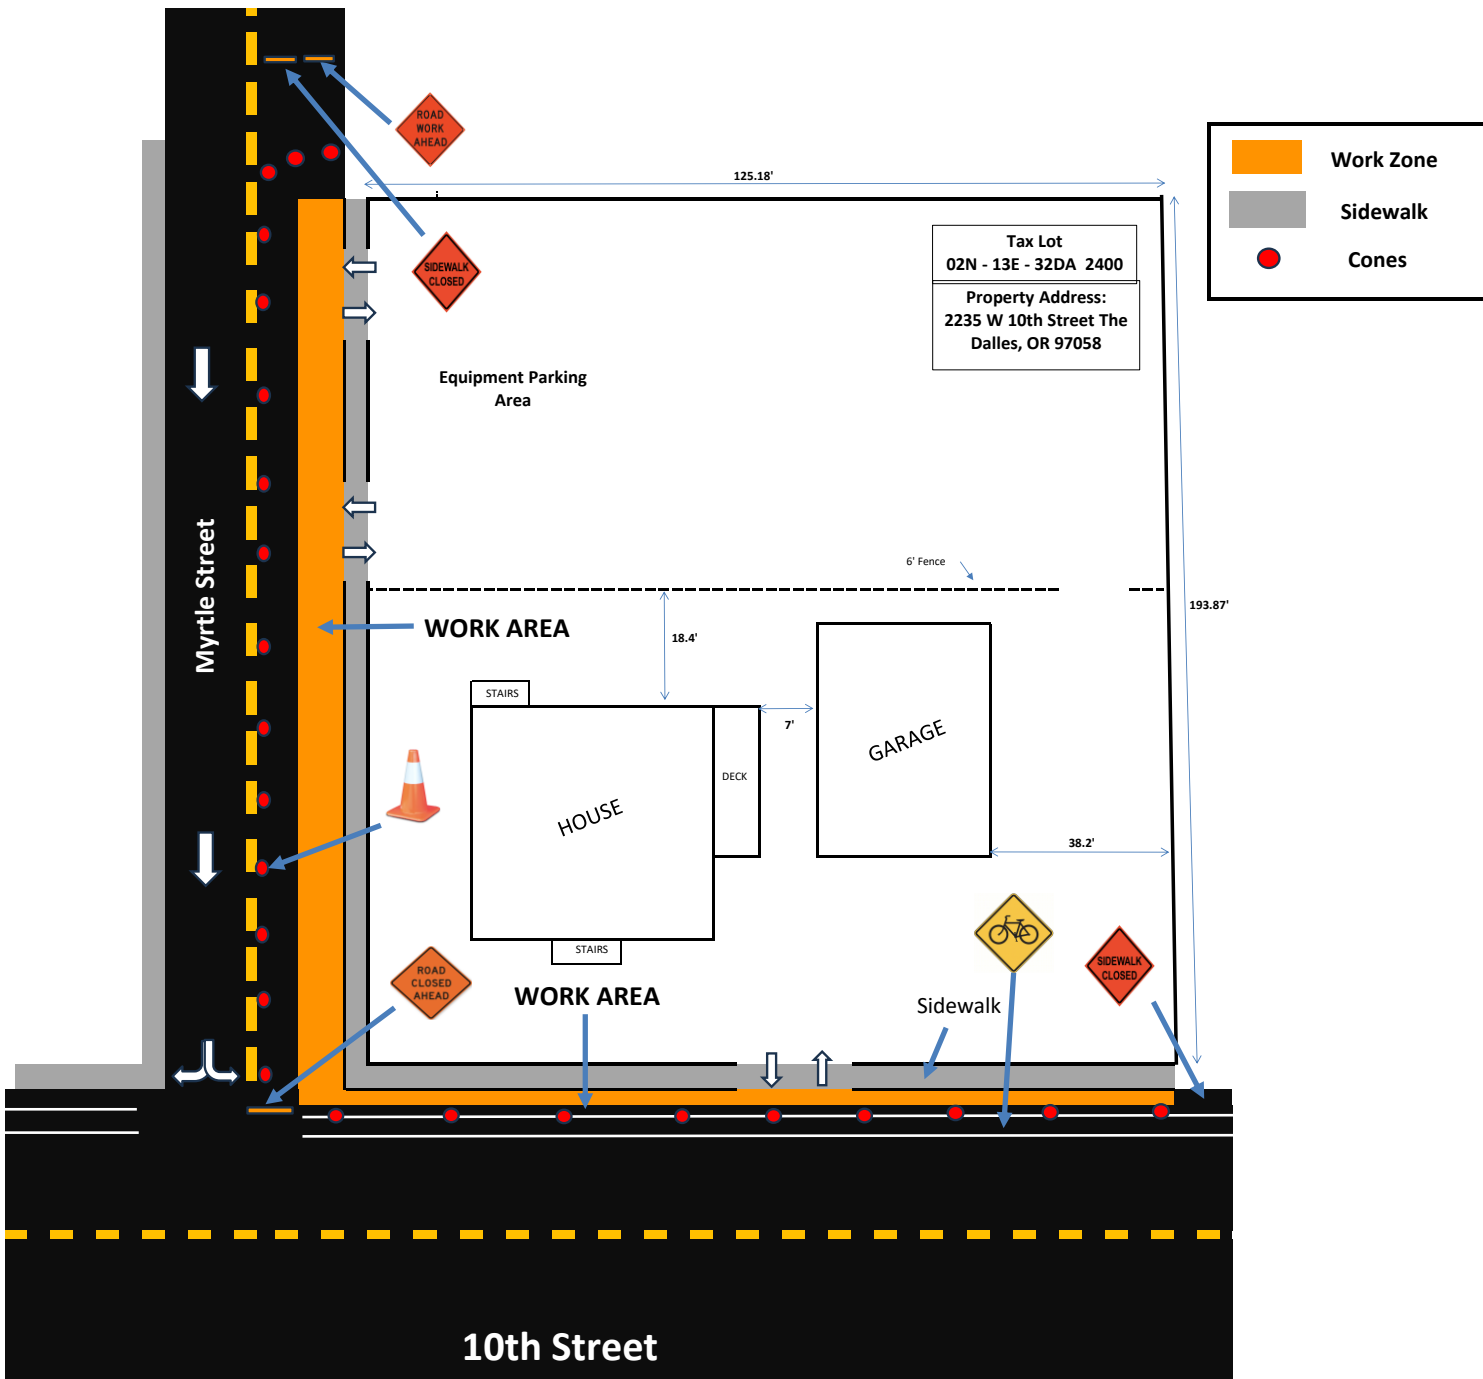 ROAD
WORK
AHEAD
125.18'
Work Zone
Sidewalk
Cones
Tax Lot
02N - 13E - 32DA 2400
Property Address:
2235 W 10th Street The
Dalles, OR 97058
SIDEWALK
CLOSED
Equipment Parking
Area
Myrtle Street
6' Fence
193.87'
WORK AREA
18.4'
STAIRS
7'
GARAGE
DECK
HOUSE
38.2'
STAIRS
ROAD
CLOSED
AHEAD
WORK AREA
Sidewalk
SIDEWALK
CLOSED
10th Street